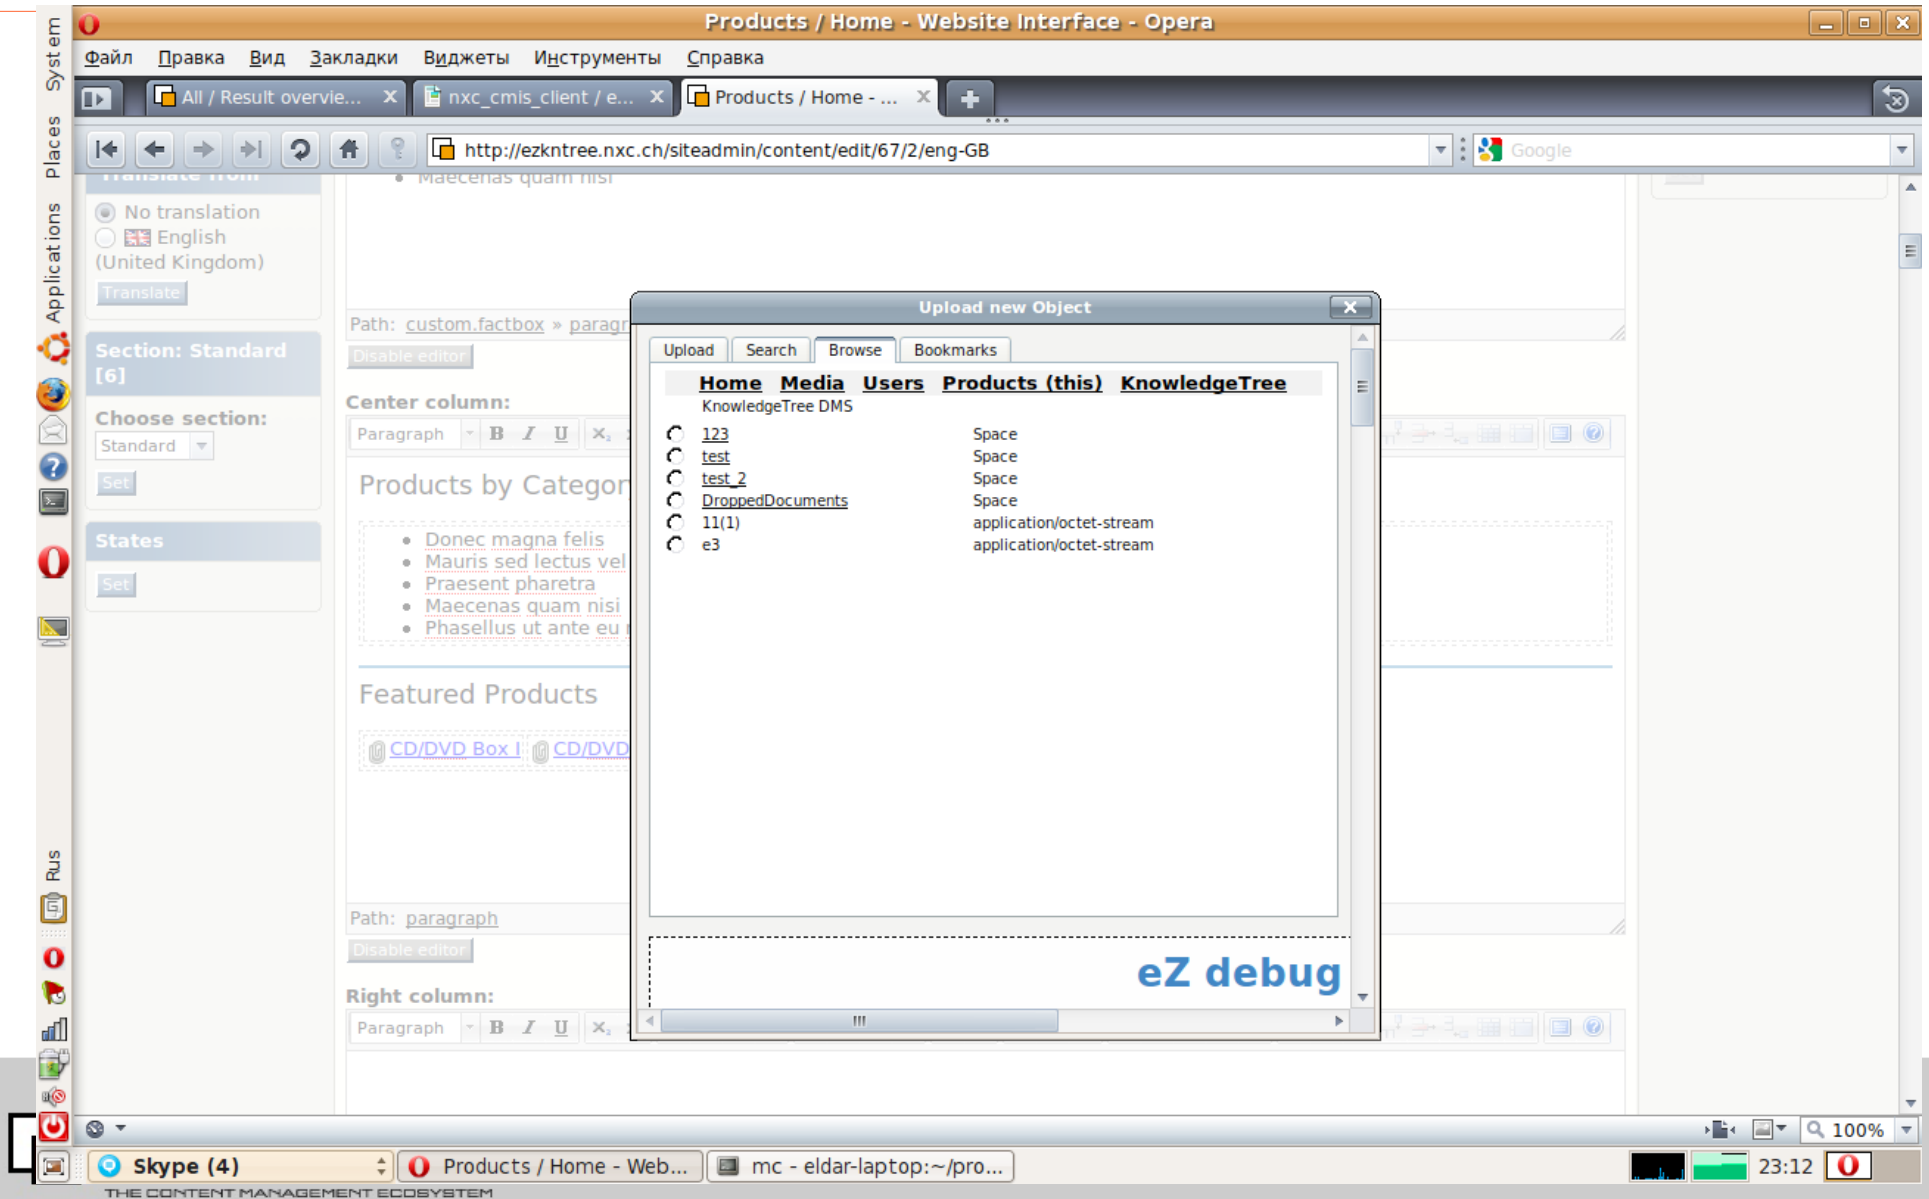 Products / Home - Website Interface - Opera
Файл Правка Вид Закладки Виджеты Инструменты Справка
All / Result overvie...
nxc_cmis_client / e...
Products / Home - ...
http://ezkntree.nxc.ch/siteadmin/content/edit/67/2/eng-GB
Google
System
Places
Applications
Rus
Translate from
No translation
English
(United Kingdom)
Translate
Section: Standard
[6]
Choose section:
Standard
Set
States
Set
Maecenas quam nisi
Path: custom.factbox » paragr
Disable editor
Center column:
Paragraph B I U
Products by Categor
Donec magna felis
Mauris sed lectus vel
Praesent pharetra
Maecenas quam nisi
Phasellus ut ante eu
Featured Products
CD/DVD Box I CD/DVD
Path: paragraph
Disable editor
Right column:
Paragraph B I U
Upload new Object
Upload Search Browse Bookmarks
Home Media Users Products (this) KnowledgeTree
KnowledgeTree DMS
123 Space
test Space
test_2 Space
DroppedDocuments Space
11(1) application/octet-stream
e3 application/octet-stream
eZ debug
100%
Skype (4)
Products / Home - Web...
mc - eldar-laptop:~/pro...
23:12
THE CONTENT MANAGEMENT ECOSYSTEM